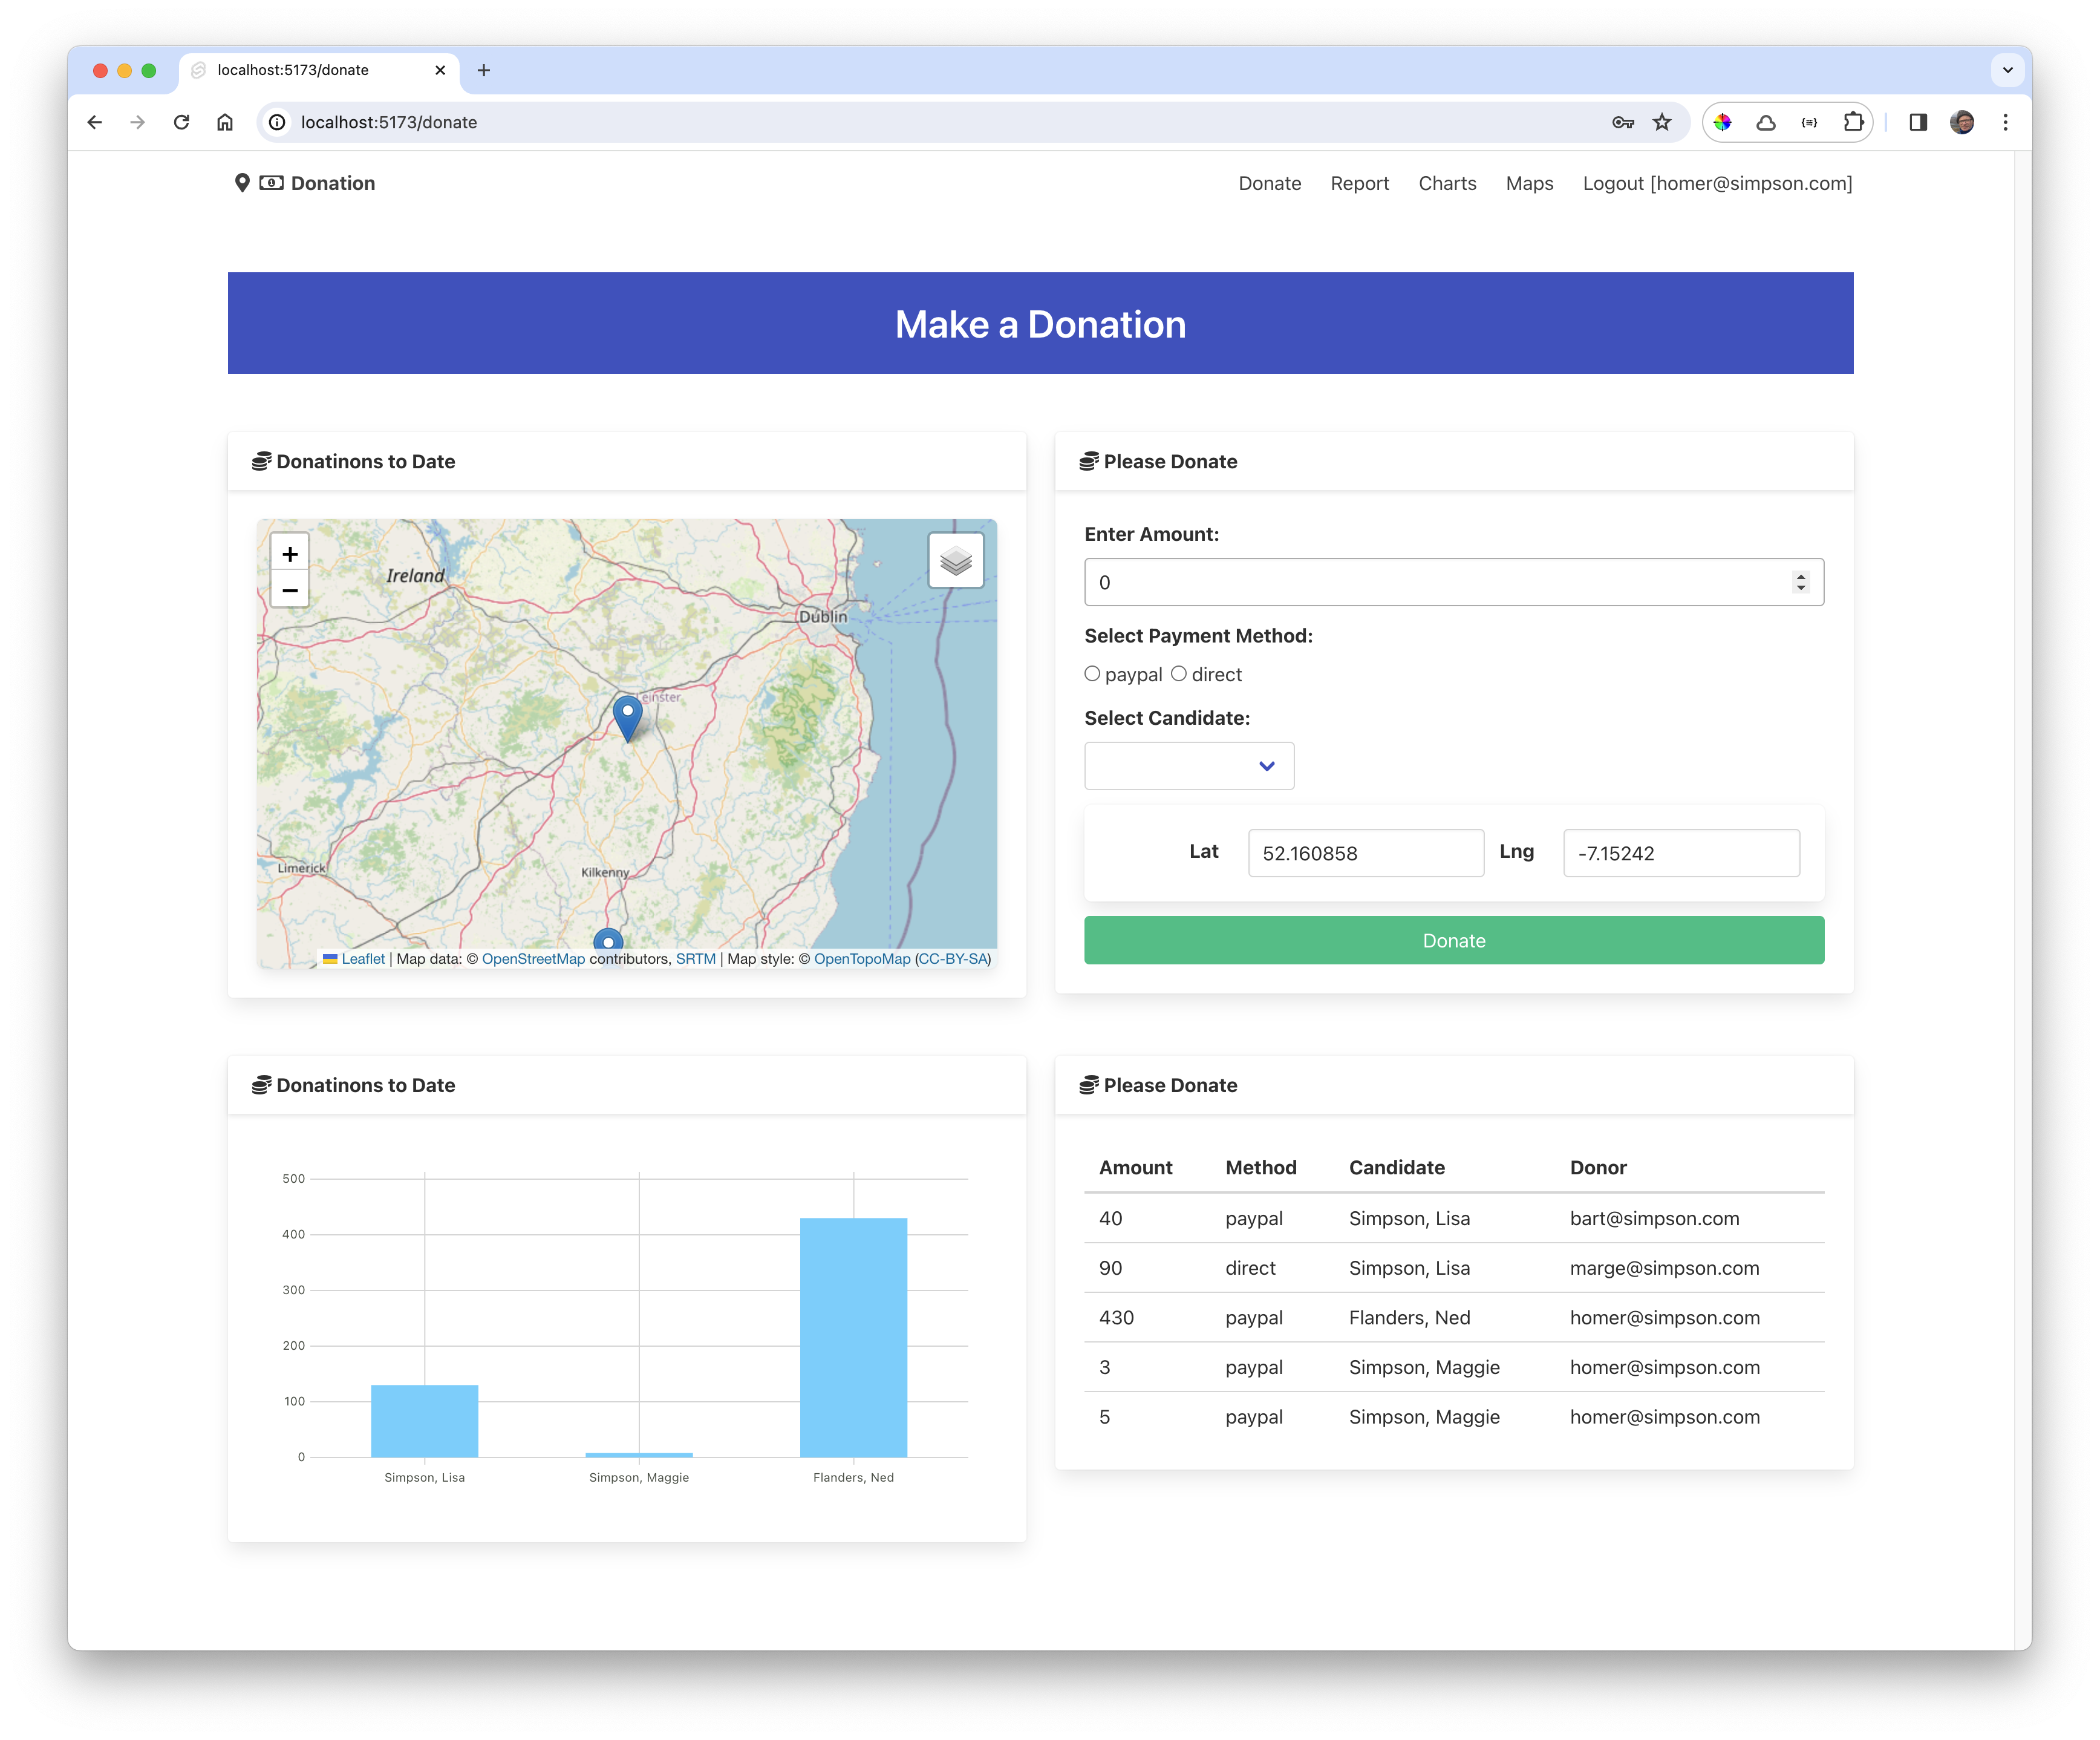 localhost:5173/donate
localhost:5173/donate
Donation
Donate Report Charts Maps Logout [homer@simpson.com]
Make a Donation
Donatinons to Date
+
−
Ireland
Dublin
Leinster
Limerick
Kilkenny
Leaflet | Map data: © OpenStreetMap contributors, SRTM | Map style: © OpenTopoMap (CC-BY-SA)
Please Donate
Enter Amount:
0
Select Payment Method:
paypal direct
Select Candidate:
Lat 52.160858 Lng -7.15242
Donate
Donatinons to Date
500
400
300
200
100
0
Simpson, Lisa Simpson, Maggie Flanders, Ned
Please Donate
Amount Method Candidate Donor
40 paypal Simpson, Lisa bart@simpson.com
90 direct Simpson, Lisa marge@simpson.com
430 paypal Flanders, Ned homer@simpson.com
3 paypal Simpson, Maggie homer@simpson.com
5 paypal Simpson, Maggie homer@simpson.com